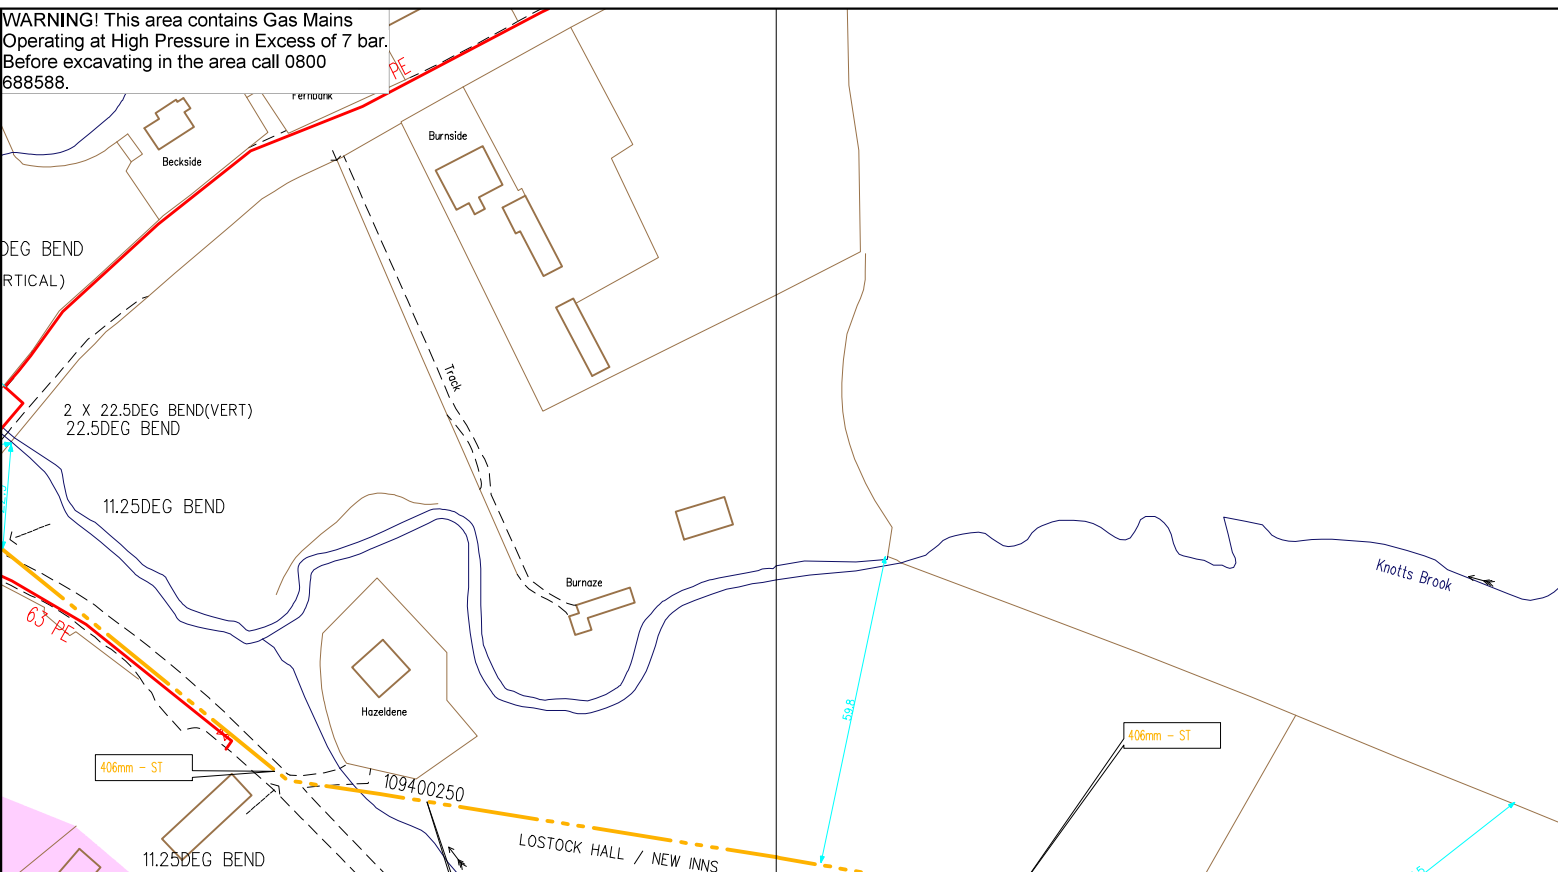 WARNING! This area contains Gas Mains
Operating at High Pressure in Excess of 7 bar.
Before excavating in the area call 0800
688588.
PE
Fernbank
Burnside
Beckside
DEG BEND
RTICAL)
Track
2 X 22.5DEG BEND(VERT)
22.5DEG BEND
11.25DEG BEND
Knotts Brook
Burnaze
63 PE
Hazeldene
59.8
406mm - ST
406mm - ST
109400250
LOSTOCK HALL / NEW INNS
11.25DEG BEND